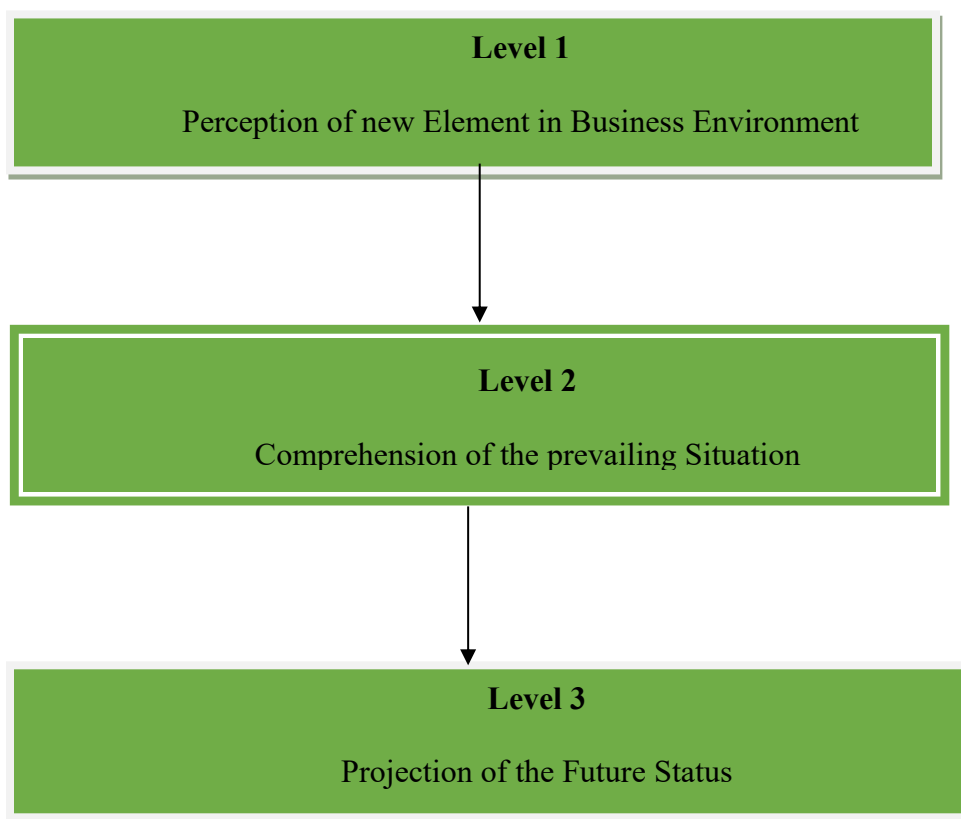 Level 1
Perception of new Element in Business Environment
Level 2
Comprehension of the prevailing Situation
Level 3
Projection of the Future Status